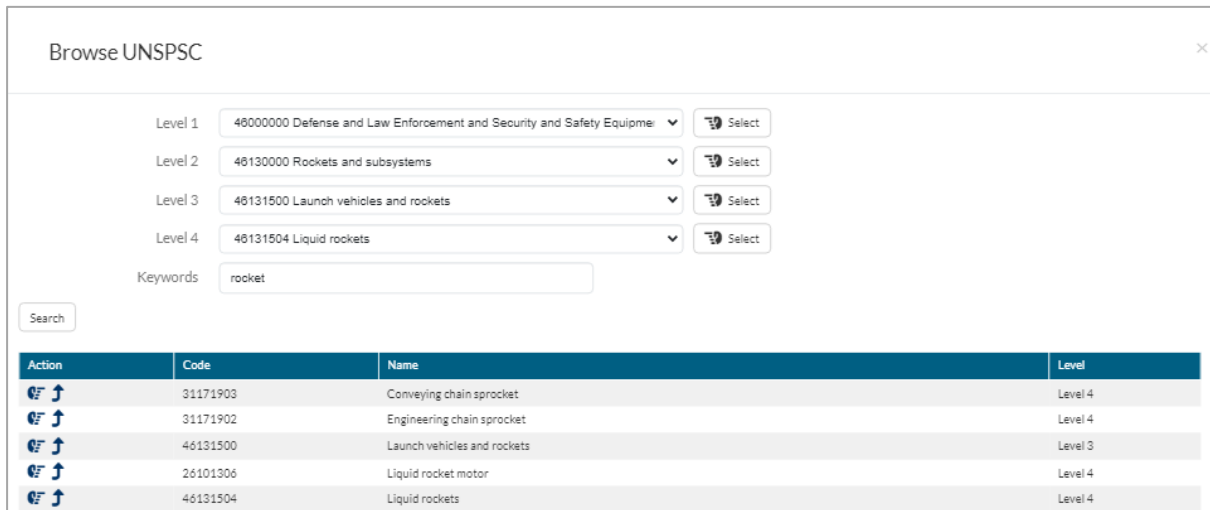 Browse UNSPSC
×
Level 1 46000000 Defense and Law Enforcement and Security and Safety Equipme Select
Level 2 46130000 Rockets and subsystems Select
Level 3 46131500 Launch vehicles and rockets Select
Level 4 46131504 Liquid rockets Select
Keywords rocket
Search
Action Code Name Level
31171903 Conveying chain sprocket Level 4
31171902 Engineering chain sprocket Level 4
46131500 Launch vehicles and rockets Level 3
26101306 Liquid rocket motor Level 4
46131504 Liquid rockets Level 4